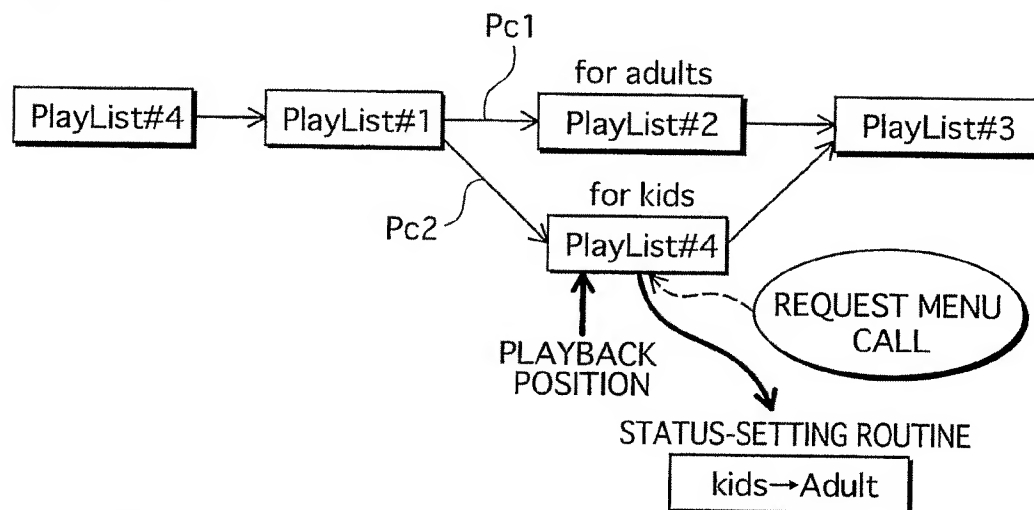 Pc1
for adults
PlayList#4
PlayList#1
PlayList#2
PlayList#3
for kids
Pc2
PlayList#4
REQUEST MENU
CALL
PLAYBACK
POSITION
STATUS-SETTING ROUTINE
kids→Adult